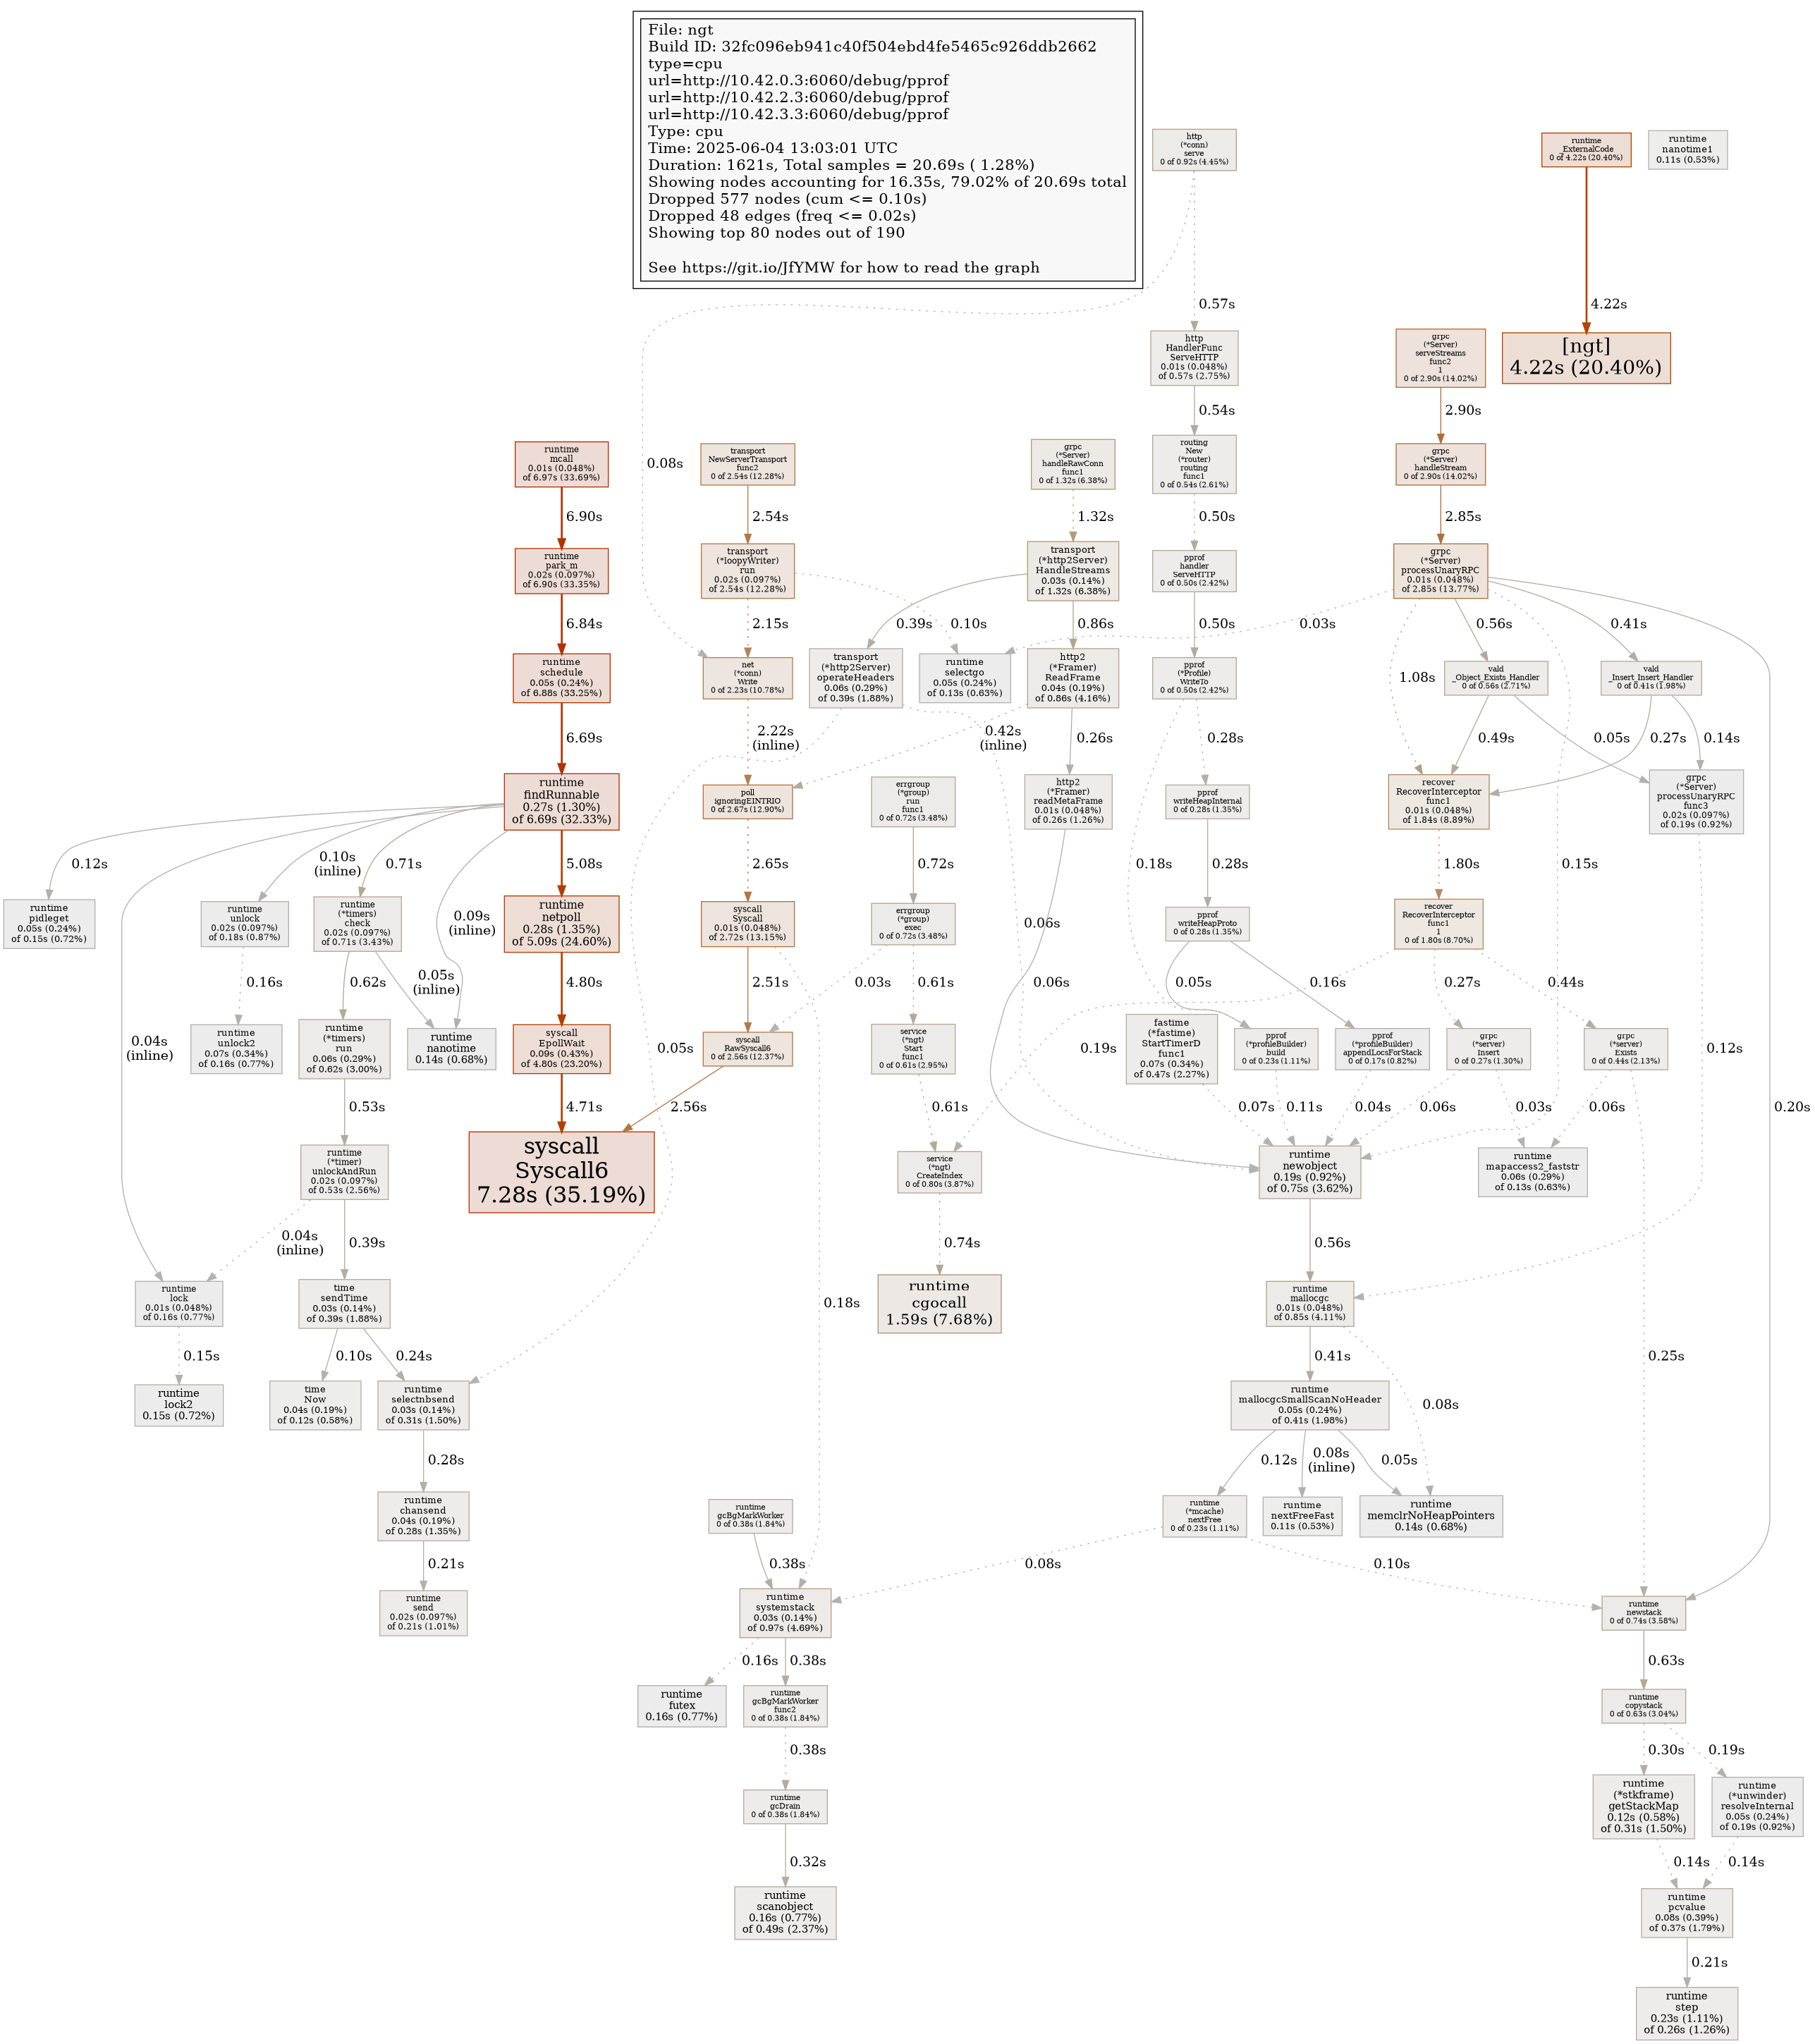 File: ngt
Build ID: 32fc096eb941c40f504ebd4fe5465c926ddb2662
type=cpu
url=http://10.42.0.3:6060/debug/pprof
url=http://10.42.2.3:6060/debug/pprof
url=http://10.42.3.3:6060/debug/pprof
Type: cpu
Time: 2025-06-04 13:03:01 UTC
Duration: 1621s, Total samples = 20.69s ( 1.28%)
Showing nodes accounting for 16.35s, 79.02% of 20.69s total
Dropped 577 nodes (cum <= 0.10s)
Dropped 48 edges (freq <= 0.02s)
Showing top 80 nodes out of 190
See https://git.io/JfYMW for how to read the graph
http
(*conn)
serve
0 of 0.92s (4.45%)
runtime
_ExternalCode
0 of 4.22s (20.40%)
runtime
nanotime1
0.11s (0.53%)
0.57s
4.22s
http
HandlerFunc
ServeHTTP
0.01s (0.048%)
of 0.57s (2.75%)
grpc
(*Server)
serveStreams
func2
1
0 of 2.90s (14.02%)
[ngt]
4.22s (20.40%)
0.54s
2.90s
runtime
mcall
0.01s (0.048%)
of 6.97s (33.69%)
transport
NewServerTransport
func2
0 of 2.54s (12.28%)
0.08s
grpc
(*Server)
handleRawConn
func1
0 of 1.32s (6.38%)
routing
New
(*router)
routing
func1
0 of 0.54s (2.61%)
grpc
(*Server)
handleStream
0 of 2.90s (14.02%)
6.90s
2.54s
1.32s
0.50s
2.85s
runtime
park_m
0.02s (0.097%)
of 6.90s (33.35%)
transport
(*loopyWriter)
run
0.02s (0.097%)
of 2.54s (12.28%)
transport
(*http2Server)
HandleStreams
0.03s (0.14%)
of 1.32s (6.38%)
pprof
handler
ServeHTTP
0 of 0.50s (2.42%)
grpc
(*Server)
processUnaryRPC
0.01s (0.048%)
of 2.85s (13.77%)
6.84s
2.15s
0.39s
0.10s
0.86s
0.50s
0.03s
0.56s
0.41s
runtime
schedule
0.05s (0.24%)
of 6.88s (33.25%)
net
(*conn)
Write
0 of 2.23s (10.78%)
transport
(*http2Server)
operateHeaders
0.06s (0.29%)
of 0.39s (1.88%)
runtime
selectgo
0.05s (0.24%)
of 0.13s (0.63%)
http2
(*Framer)
ReadFrame
0.04s (0.19%)
of 0.86s (4.16%)
pprof
(*Profile)
WriteTo
0 of 0.50s (2.42%)
1.08s
vald
_Object_Exists_Handler
0 of 0.56s (2.71%)
vald
_Insert_Insert_Handler
0 of 0.41s (1.98%)
6.69s
2.22s
(inline)
0.42s
(inline)
0.26s
0.28s
0.49s
0.05s
0.27s
0.14s
runtime
findRunnable
0.27s (1.30%)
of 6.69s (32.33%)
poll
ignoringEINTRIO
0 of 2.67s (12.90%)
errgroup
(*group)
run
func1
0 of 0.72s (3.48%)
http2
(*Framer)
readMetaFrame
0.01s (0.048%)
of 0.26s (1.26%)
pprof
writeHeapInternal
0 of 0.28s (1.35%)
recover
RecoverInterceptor
func1
0.01s (0.048%)
of 1.84s (8.89%)
grpc
(*Server)
processUnaryRPC
func3
0.02s (0.097%)
of 0.19s (0.92%)
0.12s
0.10s
(inline)
0.71s
0.09s
(inline)
5.08s
2.65s
0.72s
0.18s
0.28s
1.80s
0.15s
runtime
pidleget
0.05s (0.24%)
of 0.15s (0.72%)
runtime
unlock
0.02s (0.097%)
of 0.18s (0.87%)
runtime
(*timers)
check
0.02s (0.097%)
of 0.71s (3.43%)
runtime
netpoll
0.28s (1.35%)
of 5.09s (24.60%)
syscall
Syscall
0.01s (0.048%)
of 2.72s (13.15%)
errgroup
(*group)
exec
0 of 0.72s (3.48%)
0.06s
pprof
writeHeapProto
0 of 0.28s (1.35%)
recover
RecoverInterceptor
func1
1
0 of 1.80s (8.70%)
0.16s
0.62s
0.05s
(inline)
4.80s
2.51s
0.03s
0.61s
0.06s
0.05s
0.16s
0.27s
0.44s
0.04s
(inline)
runtime
unlock2
0.07s (0.34%)
of 0.16s (0.77%)
runtime
(*timers)
run
0.06s (0.29%)
of 0.62s (3.00%)
runtime
nanotime
0.14s (0.68%)
syscall
EpollWait
0.09s (0.43%)
of 4.80s (23.20%)
0.05s
syscall
RawSyscall6
0 of 2.56s (12.37%)
service
(*ngt)
Start
func1
0 of 0.61s (2.95%)
0.19s
fastime
(*fastime)
StartTimerD
func1
0.07s (0.34%)
of 0.47s (2.27%)
pprof
(*profileBuilder)
build
0 of 0.23s (1.11%)
pprof
(*profileBuilder)
appendLocsForStack
0 of 0.17s (0.82%)
grpc
(*server)
Insert
0 of 0.27s (1.30%)
grpc
(*server)
Exists
0 of 0.44s (2.13%)
0.12s
0.53s
4.71s
2.56s
0.61s
0.07s
0.11s
0.04s
0.06s
0.03s
0.06s
0.20s
runtime
(*timer)
unlockAndRun
0.02s (0.097%)
of 0.53s (2.56%)
syscall
Syscall6
7.28s (35.19%)
service
(*ngt)
CreateIndex
0 of 0.80s (3.87%)
runtime
newobject
0.19s (0.92%)
of 0.75s (3.62%)
runtime
mapaccess2_faststr
0.06s (0.29%)
of 0.13s (0.63%)
0.04s
(inline)
0.39s
0.74s
0.56s
runtime
lock
0.01s (0.048%)
of 0.16s (0.77%)
time
sendTime
0.03s (0.14%)
of 0.39s (1.88%)
0.18s
runtime
cgocall
1.59s (7.68%)
runtime
mallocgc
0.01s (0.048%)
of 0.85s (4.11%)
0.15s
0.10s
0.24s
0.41s
0.25s
runtime
lock2
0.15s (0.72%)
time
Now
0.04s (0.19%)
of 0.12s (0.58%)
runtime
selectnbsend
0.03s (0.14%)
of 0.31s (1.50%)
runtime
mallocgcSmallScanNoHeader
0.05s (0.24%)
of 0.41s (1.98%)
0.08s
0.28s
0.12s
0.08s
(inline)
0.05s
runtime
chansend
0.04s (0.19%)
of 0.28s (1.35%)
runtime
gcBgMarkWorker
0 of 0.38s (1.84%)
runtime
(*mcache)
nextFree
0 of 0.23s (1.11%)
runtime
nextFreeFast
0.11s (0.53%)
runtime
memclrNoHeapPointers
0.14s (0.68%)
0.21s
0.38s
0.08s
0.10s
runtime
send
0.02s (0.097%)
of 0.21s (1.01%)
runtime
systemstack
0.03s (0.14%)
of 0.97s (4.69%)
runtime
newstack
0 of 0.74s (3.58%)
0.16s
0.38s
0.63s
runtime
futex
0.16s (0.77%)
runtime
gcBgMarkWorker
func2
0 of 0.38s (1.84%)
runtime
copystack
0 of 0.63s (3.04%)
0.38s
0.30s
0.19s
runtime
gcDrain
0 of 0.38s (1.84%)
runtime
(*stkframe)
getStackMap
0.12s (0.58%)
of 0.31s (1.50%)
runtime
(*unwinder)
resolveInternal
0.05s (0.24%)
of 0.19s (0.92%)
0.32s
0.14s
0.14s
runtime
scanobject
0.16s (0.77%)
of 0.49s (2.37%)
runtime
pcvalue
0.08s (0.39%)
of 0.37s (1.79%)
0.21s
runtime
step
0.23s (1.11%)
of 0.26s (1.26%)